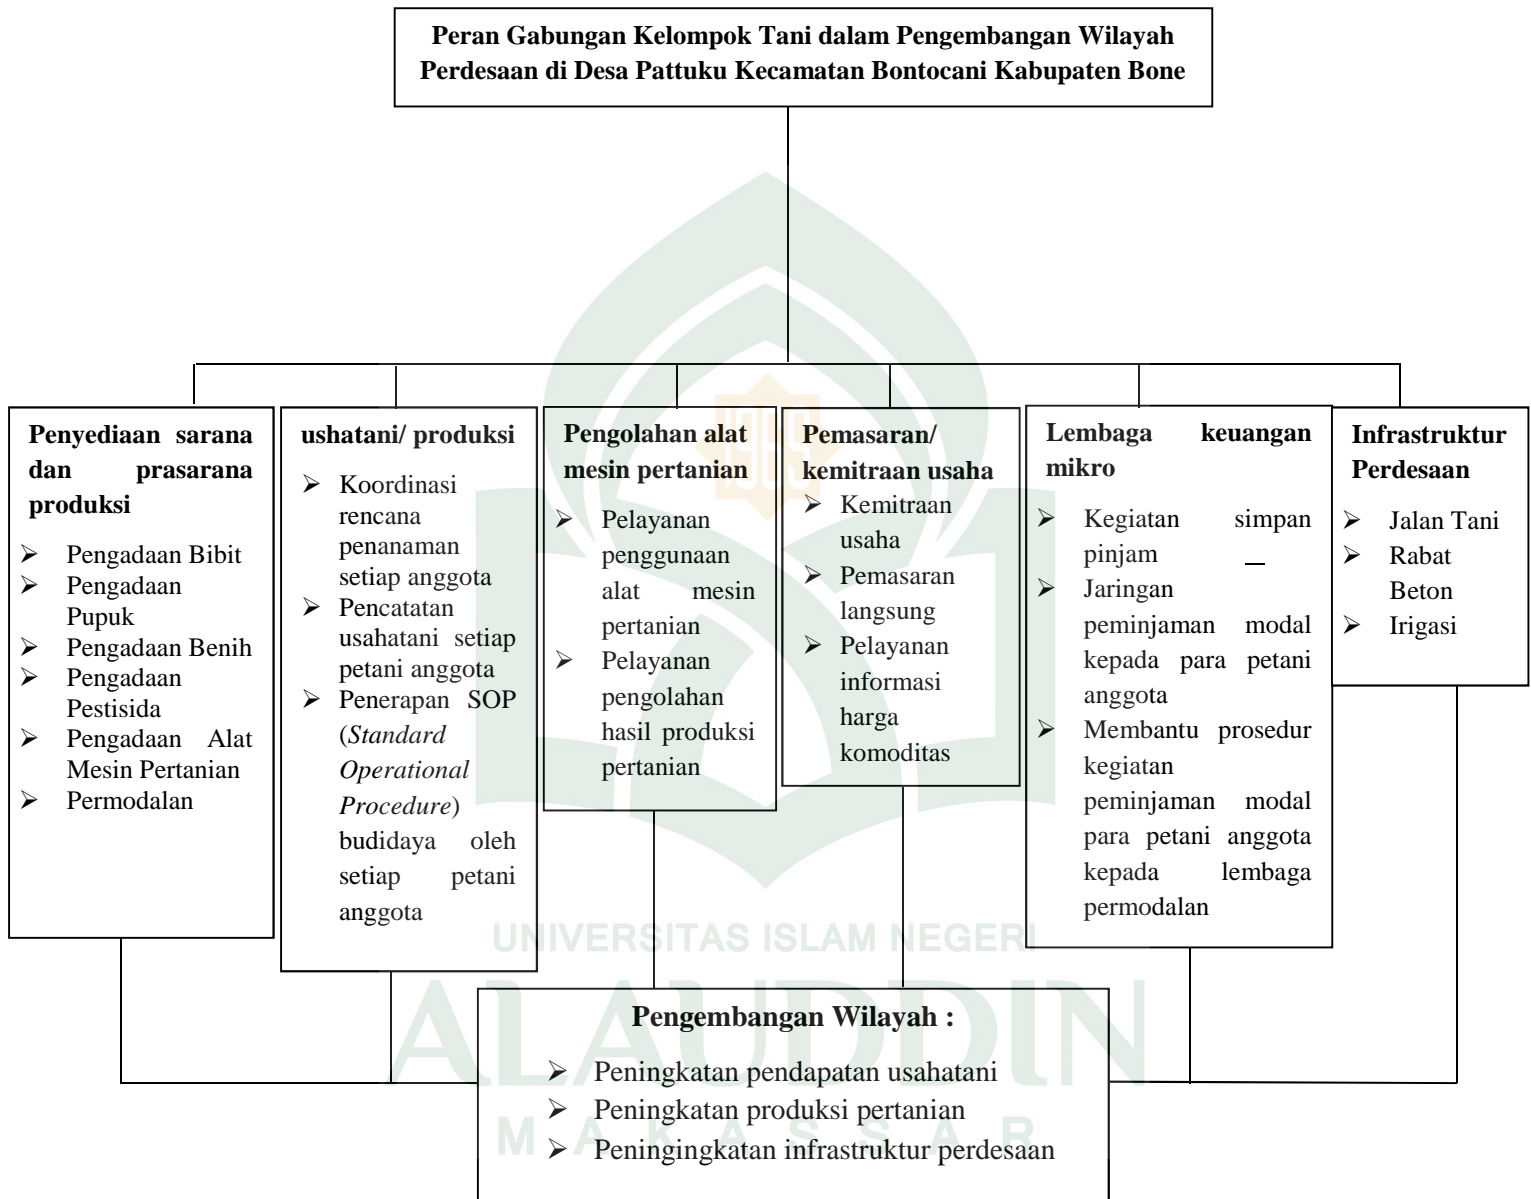 Peran Gabungan Kelompok Tani dalam Pengembangan Wilayah
Perdesaan di Desa Pattuku Kecamatan Bontocani Kabupaten Bone
Penyediaan sarana
dan prasarana
produksi
➢ Pengadaan Bibit
➢ Pengadaan
Pupuk
➢ Pengadaan Benih
➢ Pengadaan
Pestisida
➢ Pengadaan Alat
Mesin Pertanian
➢ Permodalan
ushatani/ produksi
➢ Koordinasi
rencana
penanaman
setiap anggota
➢ Pencatatan
usahatani setiap
petani anggota
➢ Penerapan SOP
(Standard
Operational
Procedure)
budidaya oleh
setiap petani
anggota
Pengolahan alat
mesin pertanian
➢ Pelayanan
penggunaan
alat mesin
pertanian
➢ Pelayanan
pengolahan
hasil produksi
pertanian
Pemasaran/
kemitraan usaha
➢ Kemitraan
usaha
➢ Pemasaran
langsung
➢ Pelayanan
informasi
harga
komoditas
Lembaga keuangan
mikro
➢ Kegiatan simpan
pinjam
➢ Jaringan
peminjaman modal
kepada para petani
anggota
➢ Membantu prosedur
kegiatan
peminjaman modal
para petani anggota
kepada lembaga
permodalan
Infrastruktur
Perdesaan
➢ Jalan Tani
➢ Rabat
Beton
➢ Irigasi
Pengembangan Wilayah :
➢ Peningkatan pendapatan usahatani
➢ Peningkatan produksi pertanian
➢ Peningingkatan infrastruktur perdesaan
1965
UNIVERSITAS ISLAM NEGERI
ALAUDDIN
MAKASSAR